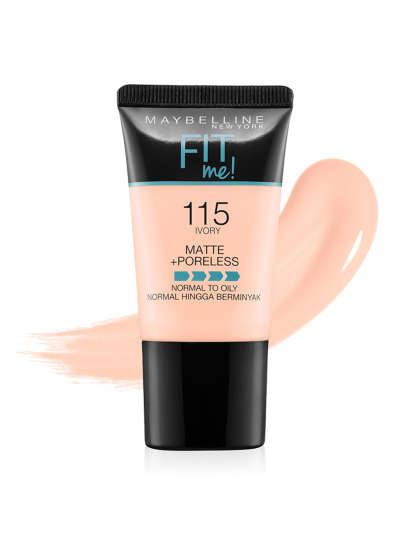 MAYBELLINE
NEW YORK
FIT
me!
115
IVORY
MATTE
+PORELESS
NORMAL TO OILY
NORMAL HINGGA BERMINYAK